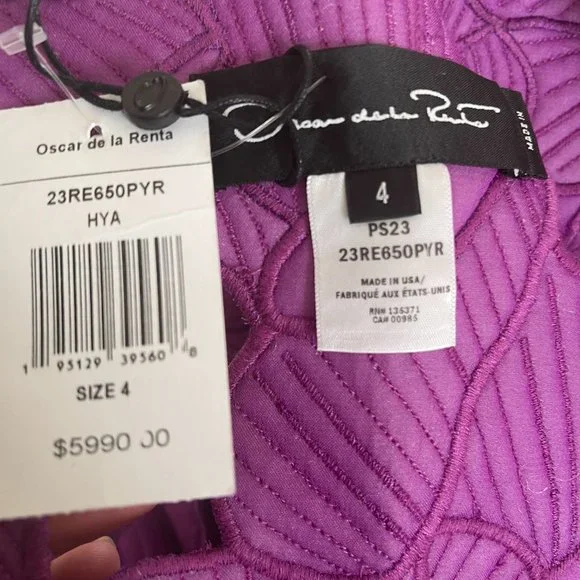 Oscar de la Renta
23RE650PYR
HYA
1 95129 39560 8
SIZE 4
$5990.00
Oscar de la Renta
MADE IN
4
PS23
23RE650PYR
MADE IN USA/
FABRIQUÉ AUX ÉTATS-UNIS
RN# 136371
CA# 00985